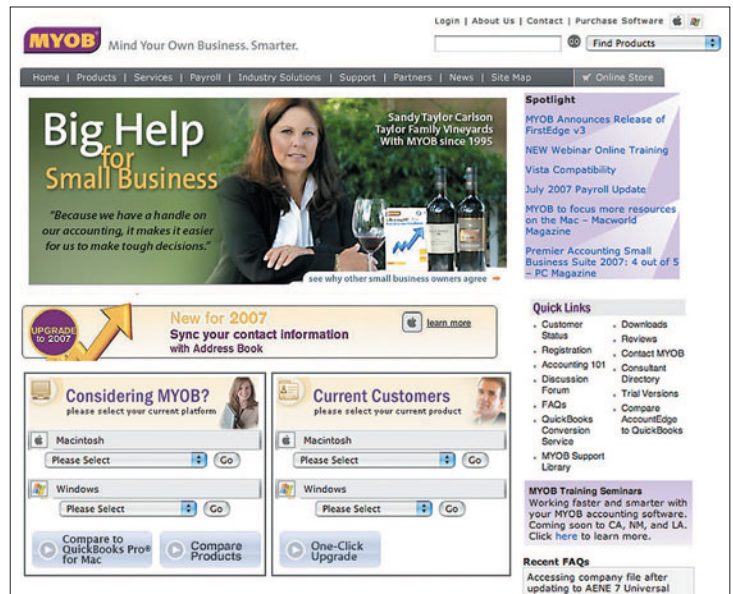 Login | About Us | Contact | Purchase Software
MYOB
Mind Your Own Business. Smarter.
GO
Find Products
Home | Products | Services | Payroll | Industry Solutions | Support | Partners | News | Site Map
Online Store
Big Help
for
Small Business
"Because we have a handle on
our accounting, it makes it easier
for us to make tough decisions."
Sandy Taylor Carlson
Taylor Family Vineyards
With MYOB since 1995
see why other small business owners agree
Spotlight
MYOB Announces Release of
FirstEdge v3
NEW Webinar Online Training
Vista Compatibility
July 2007 Payroll Update
MYOB to focus more resources
on the Mac – Macworld
Magazine
Premier Accounting Small
Business Suite 2007: 4 out of 5
– PC Magazine
UPGRADE
to 2007
New for 2007
Sync your contact information
with Address Book
learn more
Considering MYOB?
please select your current platform
Macintosh
Please Select
Go
Windows
Please Select
Go
Compare to
QuickBooks Pro®
for Mac
Compare
Products
Current Customers
please select your current product
Macintosh
Please Select
Go
Windows
Please Select
Go
One-Click
Upgrade
Quick Links
Customer
Status
Registration
Accounting 101
Discussion
Forum
FAQs
QuickBooks
Conversion
Service
MYOB Support
Library
Downloads
Reviews
Contact MYOB
Consultant
Directory
Trial Versions
Compare
AccountEdge
to QuickBooks
MYOB Training Seminars
Working faster and smarter with
your MYOB accounting software.
Coming soon to CA, NM, and LA.
Click here to learn more.
Recent FAQs
Accessing company file after
updating to AENE 7 Universal